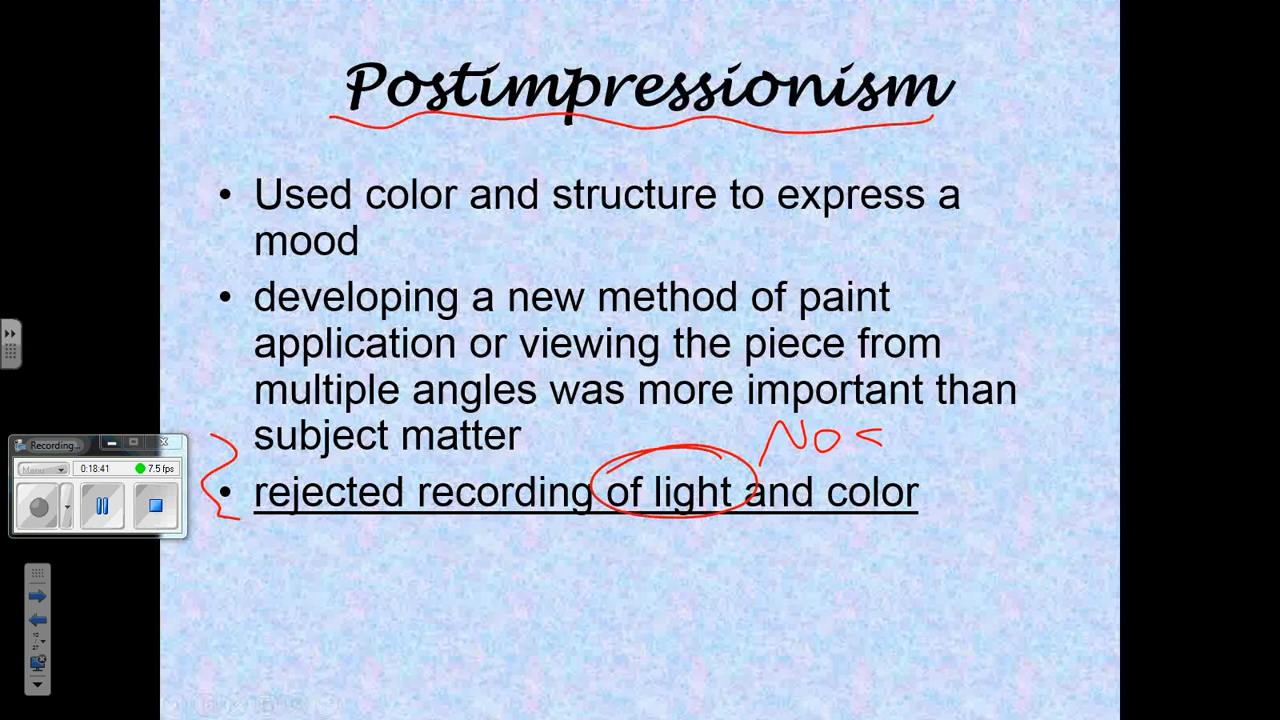 Postimpressionism
• Used color and structure to express a
mood
• developing a new method of paint
application or viewing the piece from
multiple angles was more important than
subject matter
No
• rejected recording of light and color
Recording...
Menu
0:18:41
7.5 fps